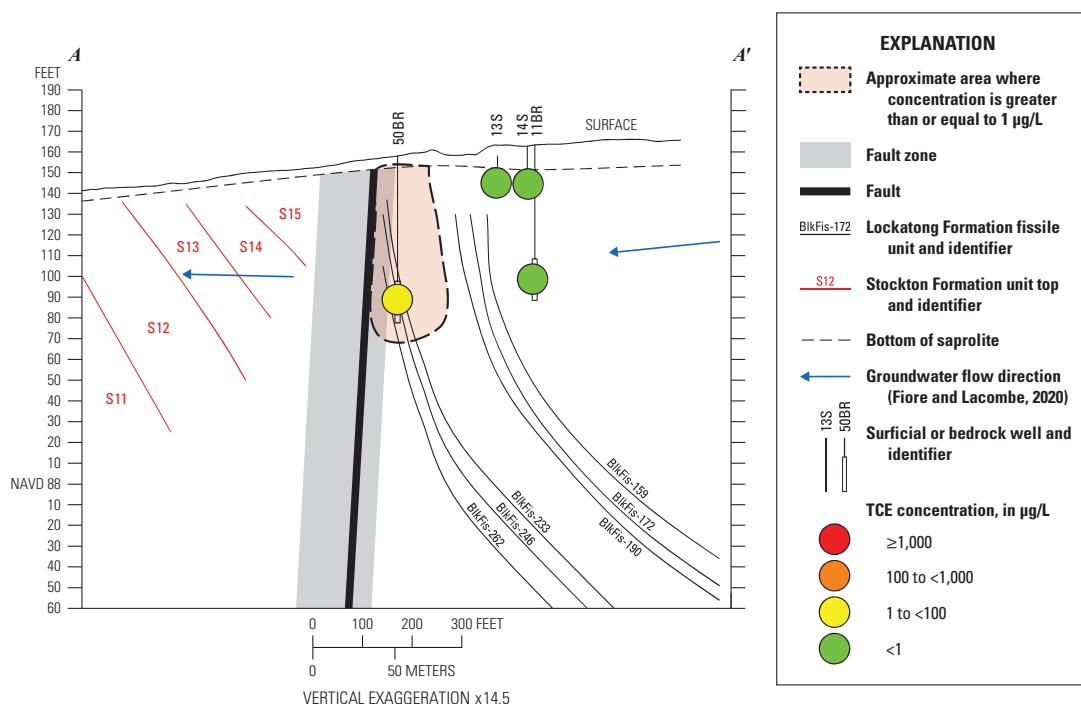 A
A'
FEET
190
180
170
160
150
140
130
120
110
100
90
80
70
60
50
40
30
20
10
NAVD 88
10
20
30
40
50
60
50BR
13S
14S
11BR
SURFACE
S15
S14
S13
S12
S11
BlkFis-159
BlkFis-172
BlkFis-190
BlkFis-233
BlkFis-246
BlkFis-262
0 100 200 300 FEET
0 50 METERS
VERTICAL EXAGGERATION x14.5
EXPLANATION
Approximate area where
concentration is greater
than or equal to 1 µg/L
Fault zone
Fault
BlkFis-172
Lockatong Formation fissile
unit and identifier
S12
Stockton Formation unit top
and identifier
Bottom of saprolite
Groundwater flow direction
(Fiore and Lacombe, 2020)
13S
50BR
Surficial or bedrock well and
identifier
TCE concentration, in µg/L
≥1,000
100 to <1,000
1 to <100
<1